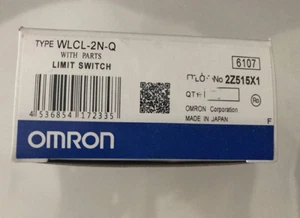 TYPE WLCL-2N-Q
WITH PARTS
LIMIT SWITCH
6107
No 2Z515X1
QTY
4 536854 172335
OMRON Corporation
MADE IN JAPAN
F
OMRON